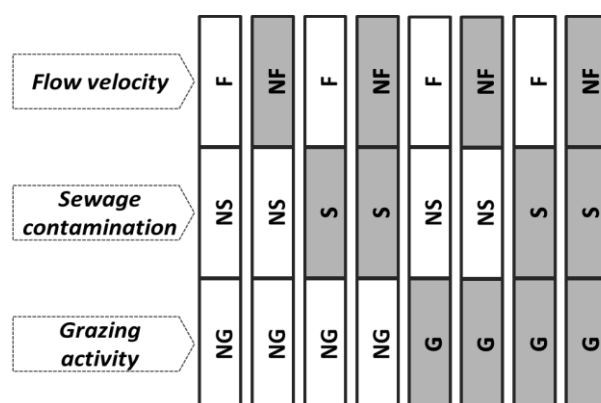 Flow velocity
F NF F NF F NF F NF
Sewage
contamination
NS NS S S NS NS S S
Grazing
activity
NG NG NG NG G G G G